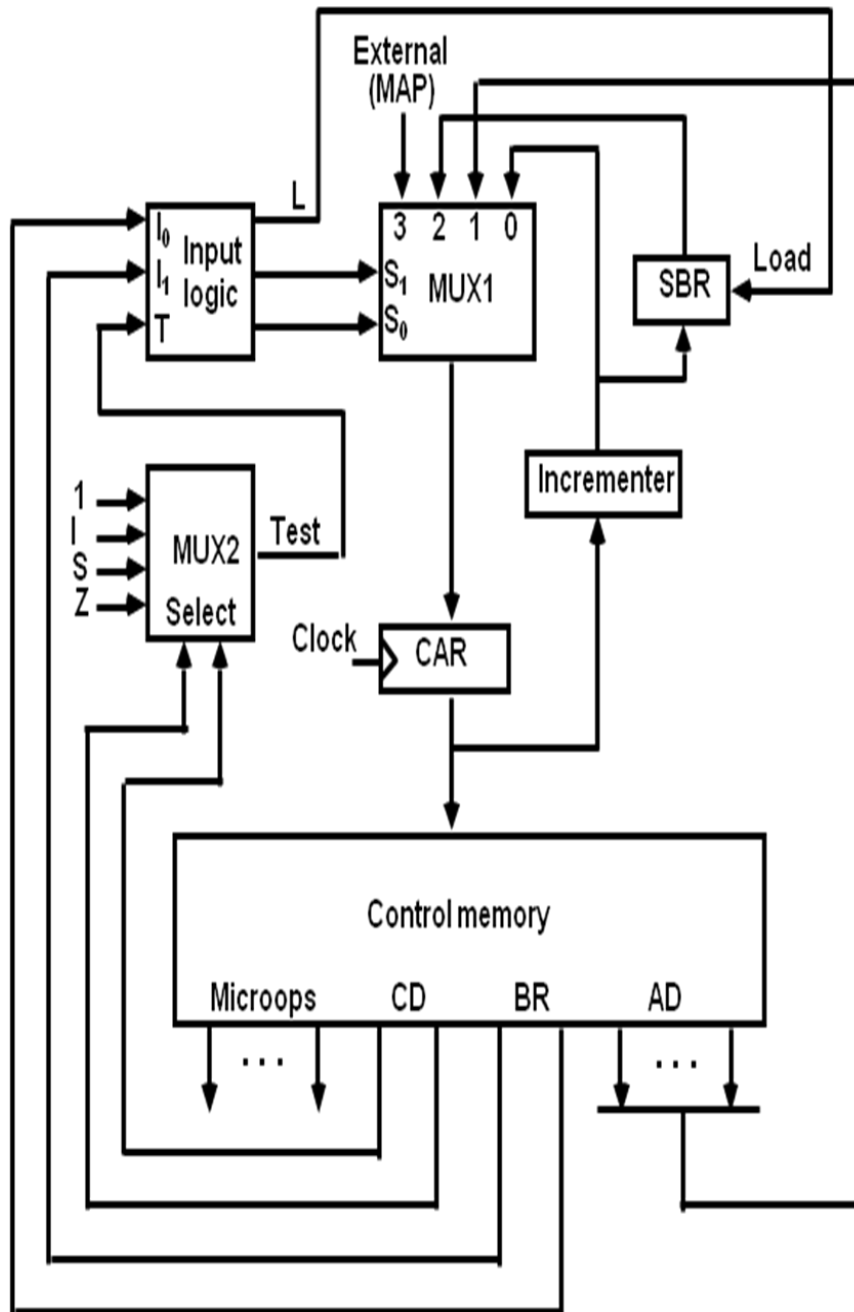 External
(MAP)
L
I0
Input
logic
I1
T
3 2 1 0
S1
MUX1
S0
SBR
Load
Incrementer
1
I
S
Z
MUX2
Select
Test
Clock
CAR
Control memory
Microops CD BR AD
... ...